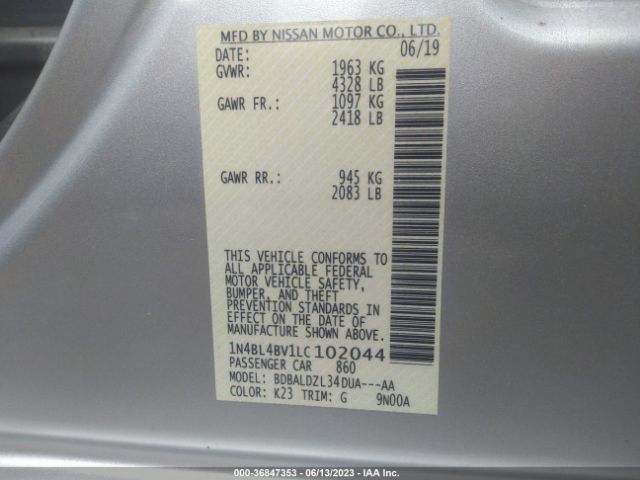 MFD BY NISSAN MOTOR CO., LTD.
DATE: 06/19
GVWR: 1963 KG
4328 LB
GAWR FR.: 1097 KG
2418 LB
GAWR RR.: 945 KG
2083 LB
THIS VEHICLE CONFORMS TO
ALL APPLICABLE FEDERAL
MOTOR VEHICLE SAFETY,
BUMPER, AND THEFT
PREVENTION STANDARDS IN
EFFECT ON THE DATE OF
MANUFACTURE SHOWN ABOVE.
1N4BL4BV1LC102044
PASSENGER CAR 860
MODEL: BDBALDZL34DUA---AA
COLOR: K23 TRIM: G 9N00A
000-36847353 - 06/13/2023 - IAA Inc.